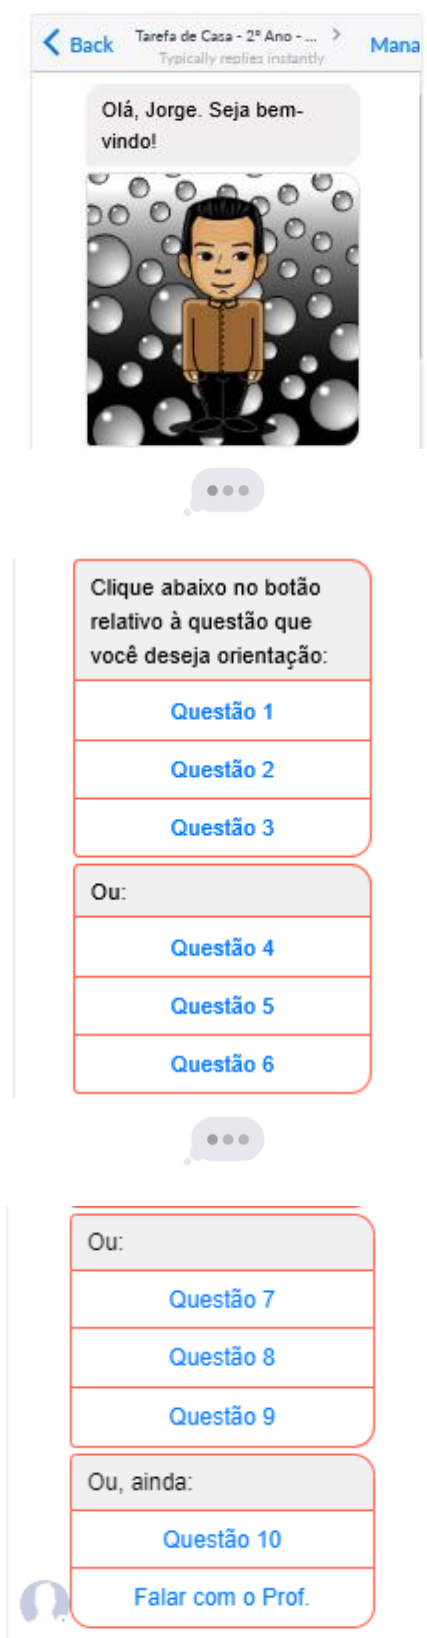 Back
Tarefa de Casa - 2º Ano - ...
Typically replies instantly
Mana
Olá, Jorge. Seja bem-
vindo!
Clique abaixo no botão
relativo à questão que
você deseja orientação:
Questão 1
Questão 2
Questão 3
Ou:
Questão 4
Questão 5
Questão 6
Ou:
Questão 7
Questão 8
Questão 9
Ou, ainda:
Questão 10
Falar com o Prof.